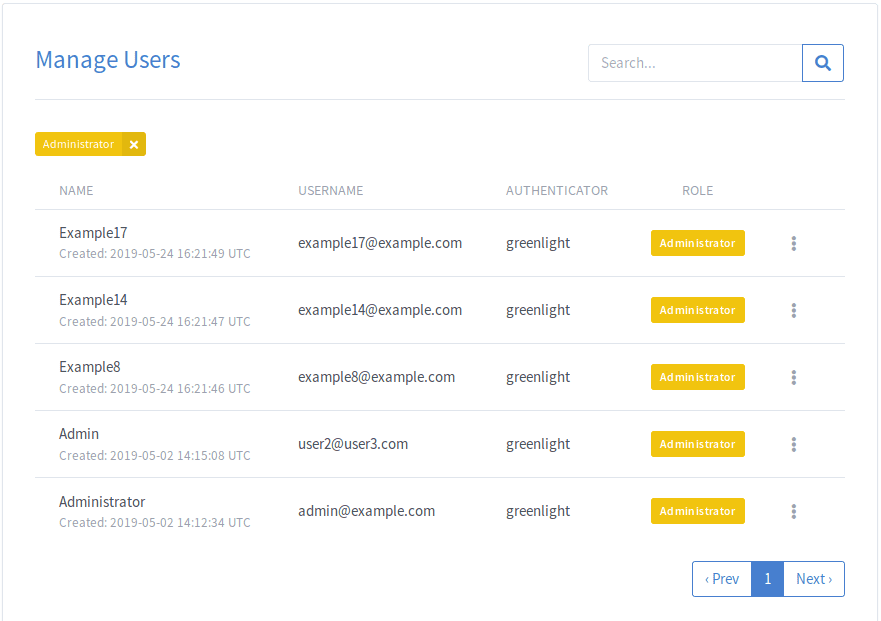 Manage Users
Search...
Administrator ×
NAME USERNAME AUTHENTICATOR ROLE
Example17
Created: 2019-05-24 16:21:49 UTC
example17@example.com greenlight Administrator
Example14
Created: 2019-05-24 16:21:47 UTC
example14@example.com greenlight Administrator
Example8
Created: 2019-05-24 16:21:46 UTC
example8@example.com greenlight Administrator
Admin
Created: 2019-05-02 14:15:08 UTC
user2@user3.com greenlight Administrator
Administrator
Created: 2019-05-02 14:12:34 UTC
admin@example.com greenlight Administrator
‹ Prev 1 Next ›